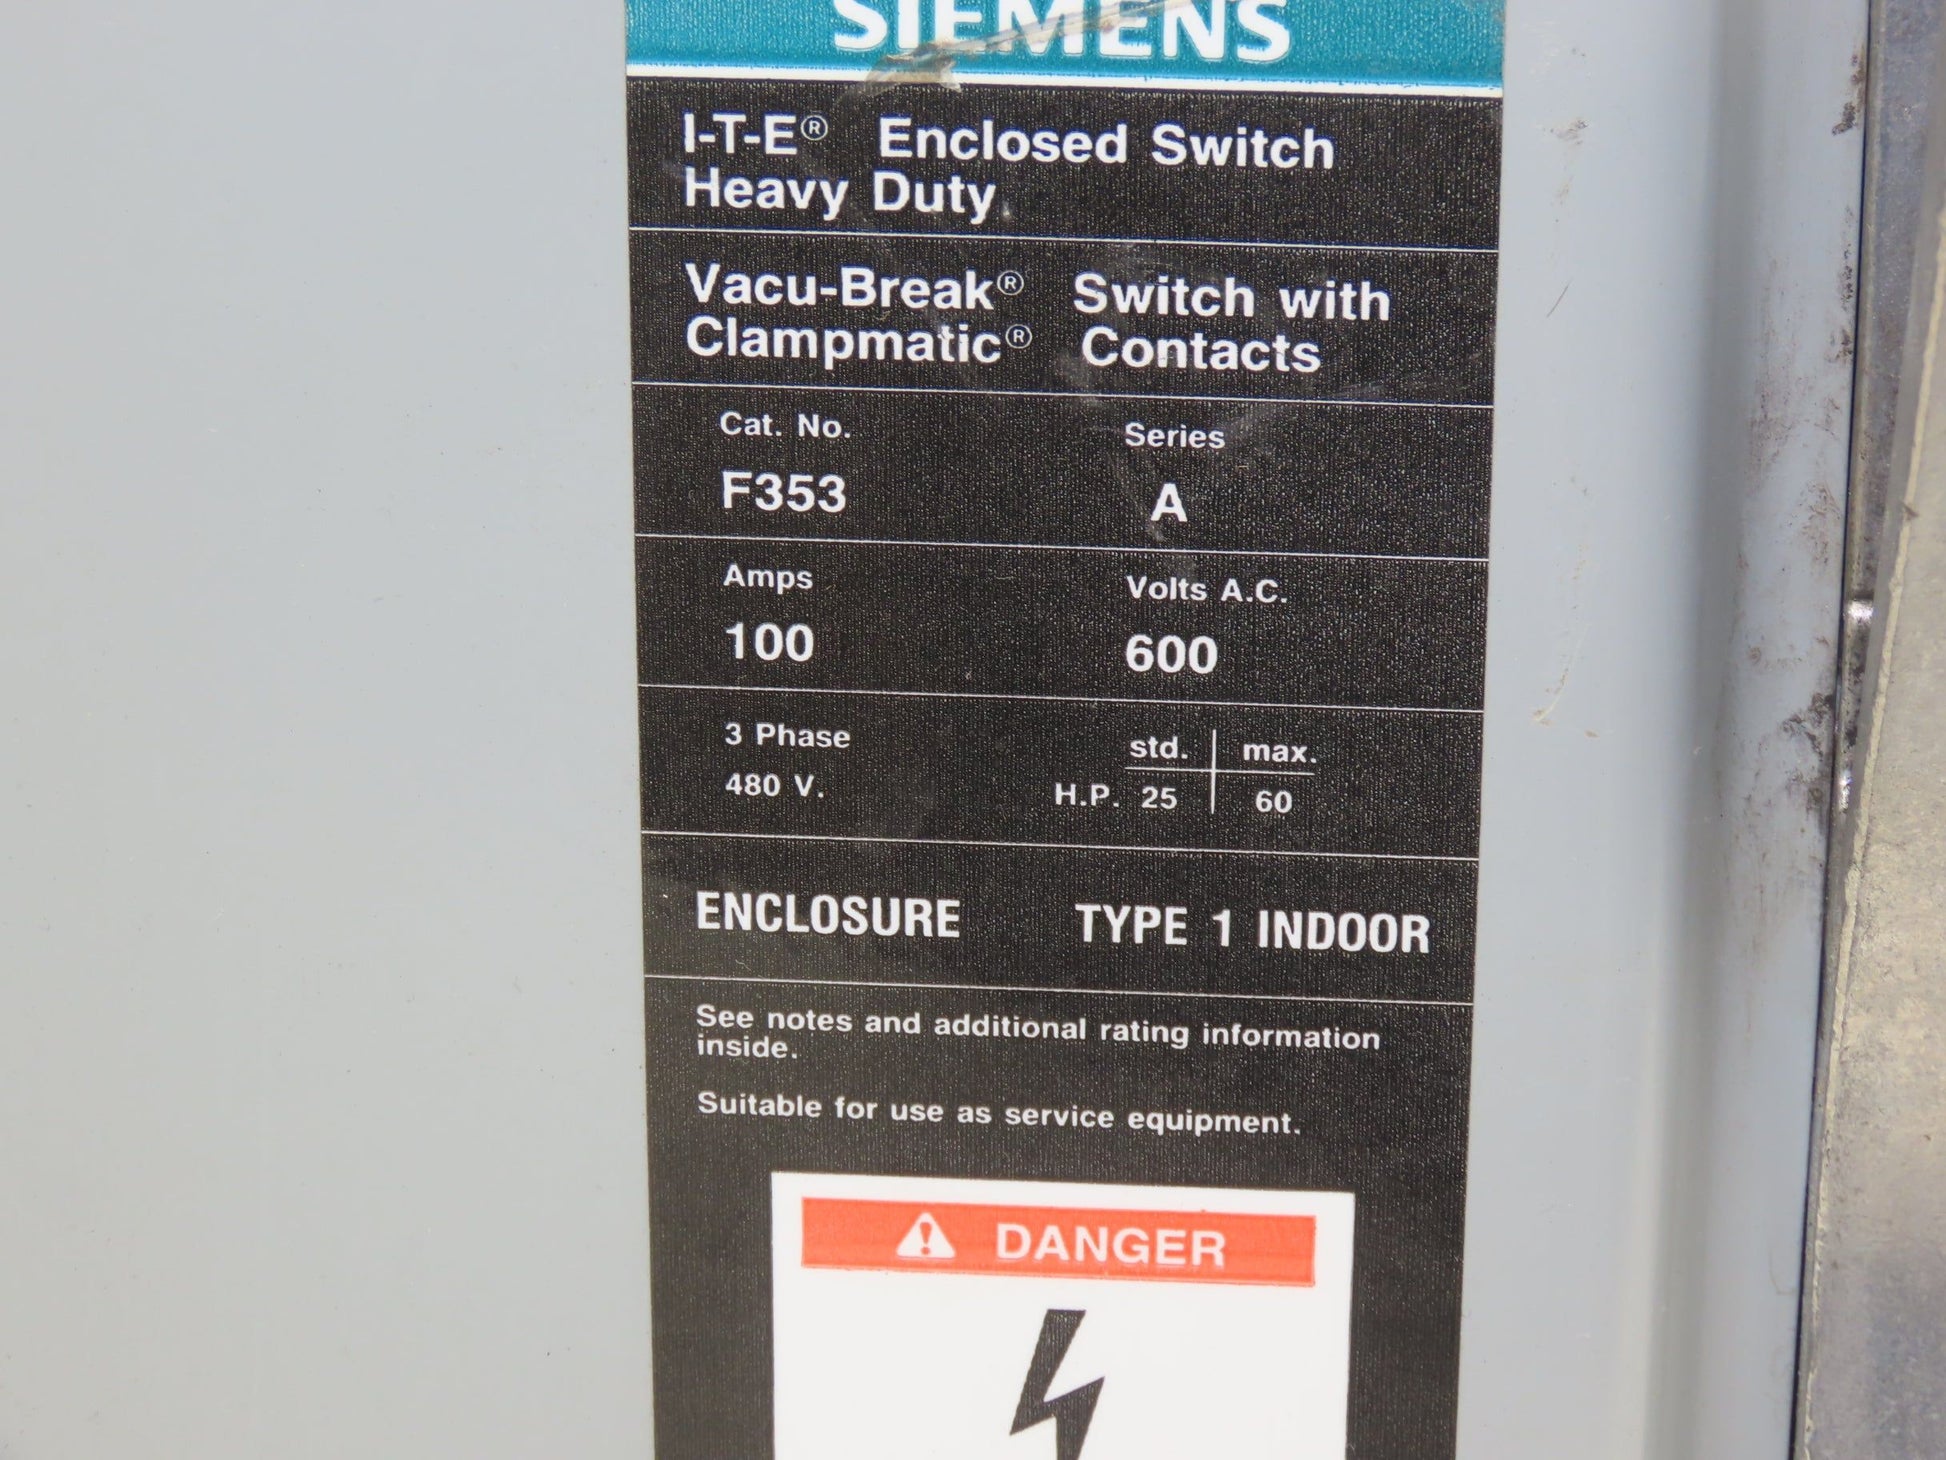 SIEMENS
I-T-E® Enclosed Switch
Heavy Duty
Vacu-Break® Switch with
Clampmatic® Contacts
Cat. No. Series
F353 A
Amps Volts A.C.
100 600
3 Phase std. max.
480 V. H.P. 25 60
ENCLOSURE TYPE 1 INDOOR
See notes and additional rating information
inside.
Suitable for use as service equipment.
DANGER